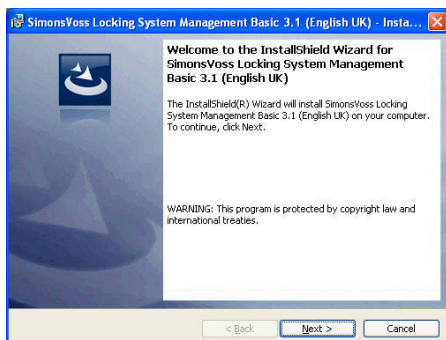 SimonsVoss Locking System Management Basic 3.1 (English UK) - Insta...
Welcome to the InstallShield Wizard for
SimonsVoss Locking System Management
Basic 3.1 (English UK)
The InstallShield(R) Wizard will install SimonsVoss Locking
System Management Basic 3.1 (English UK) on your computer.
To continue, click Next.
WARNING: This program is protected by copyright law and
international treaties.
< Back Next > Cancel